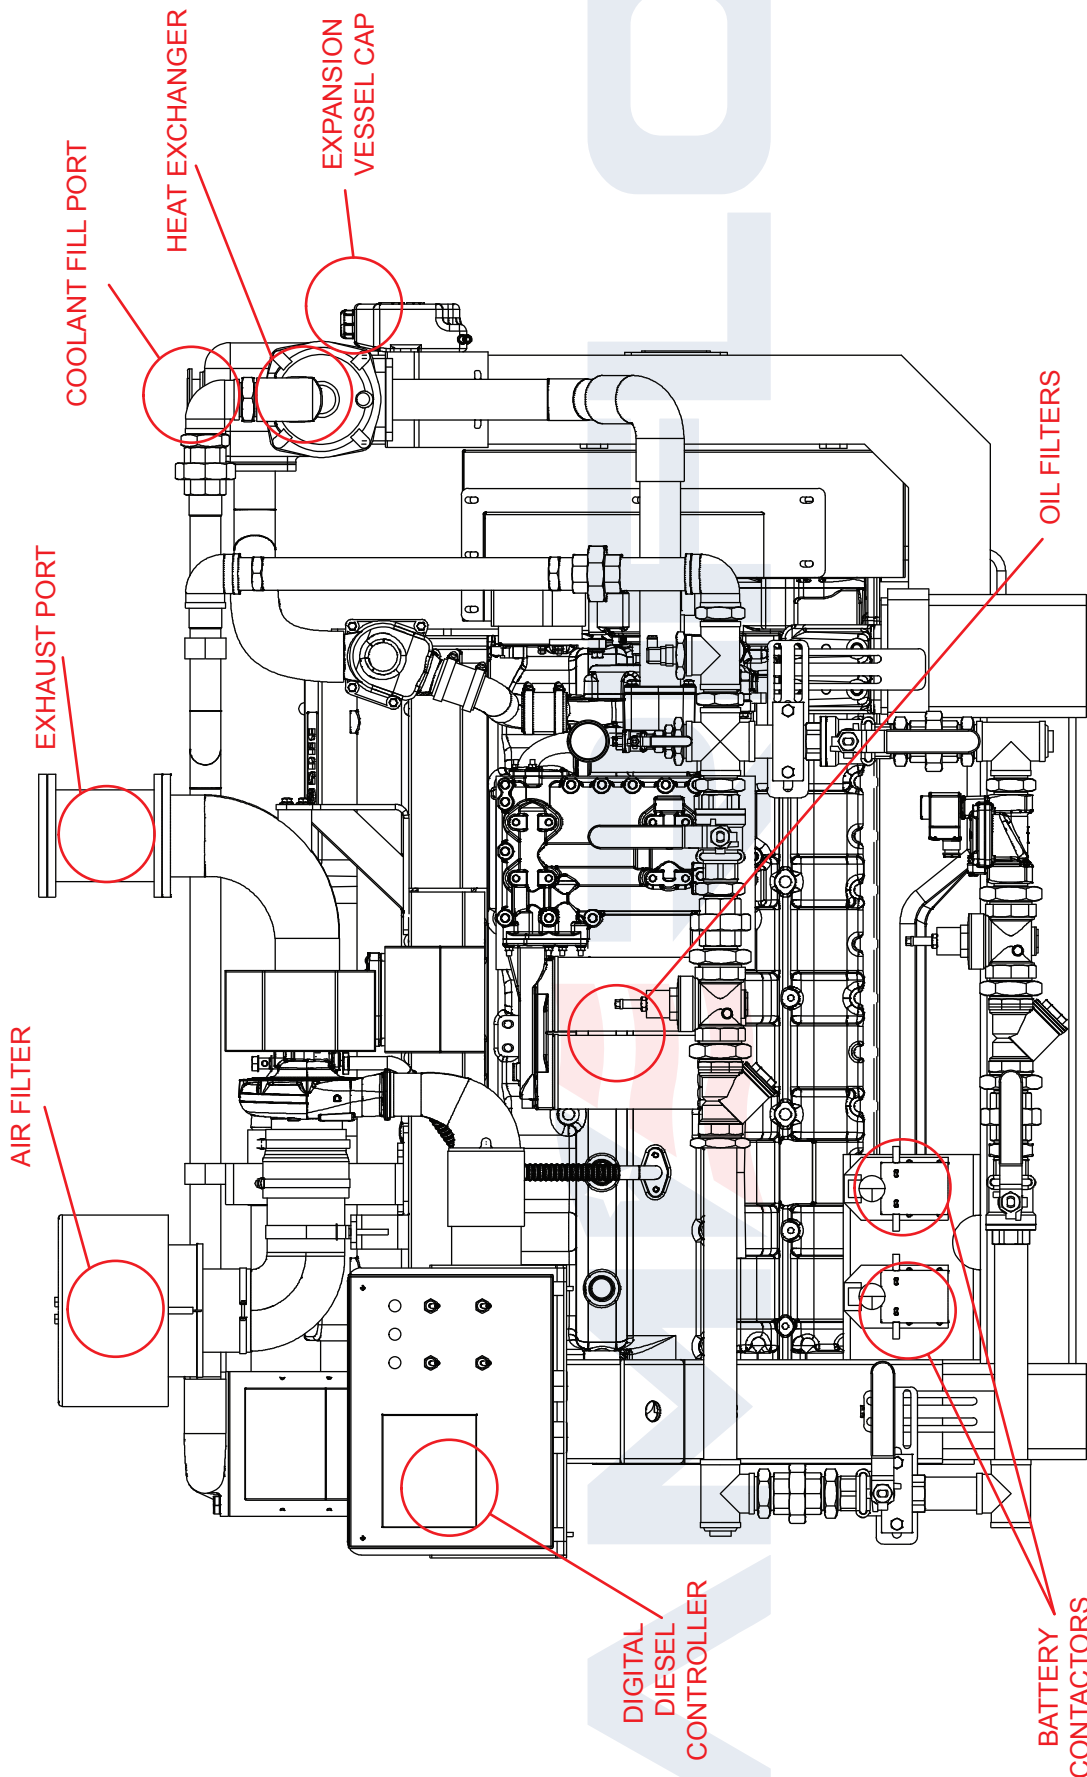 AIR FILTER
EXHAUST PORT
COOLANT FILL PORT
HEAT EXCHANGER
EXPANSION
VESSEL CAP
DIGITAL
DIESEL
CONTROLLER
OIL FILTERS
BATTERY
CONTACTORS